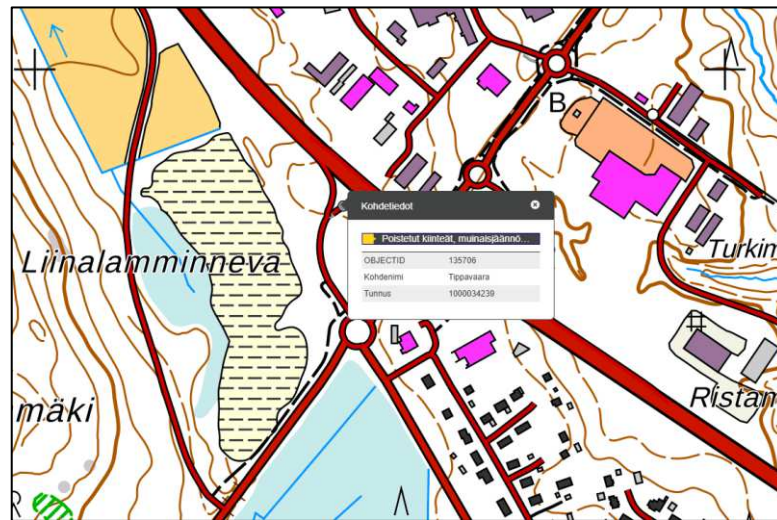 B
Kohdetiedot
Poistetut kiinteät, muinaisjäännö...
OBJECTID 135706
Kohdenimi Tippavaara
Tunnus 1000034239
Liinalamminneva
Turkim
mäki
Ristam